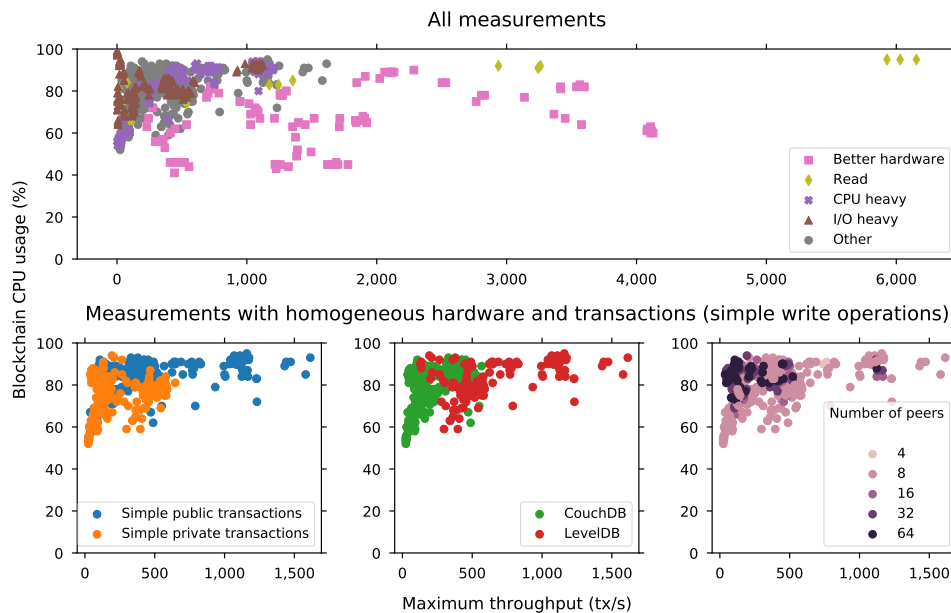 All measurements
100
80
60
40
20
0
0 1,000 2,000 3,000 4,000 5,000 6,000
Better hardware
Read
CPU heavy
I/O heavy
Other
Blockchain CPU usage (%)
Measurements with homogeneous hardware and transactions (simple write operations)
100
80
60
40
20
0
0 500 1,000 1,500
Simple public transactions
Simple private transactions
100
80
60
40
20
0
0 500 1,000 1,500
CouchDB
LevelDB
100
80
60
40
20
0
0 500 1,000 1,500
Number of peers
4
8
16
32
64
Maximum throughput (tx/s)